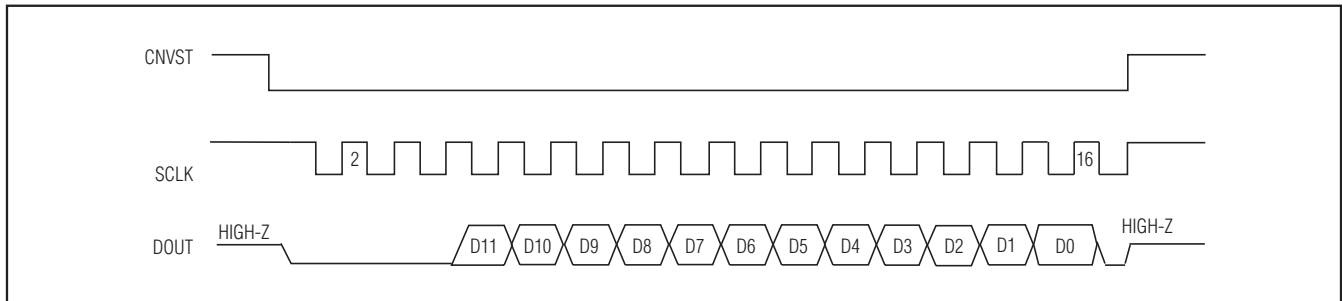 CNVST
SCLK 2 16
DOUT HIGH-Z D11 D10 D9 D8 D7 D6 D5 D4 D3 D2 D1 D0 HIGH-Z